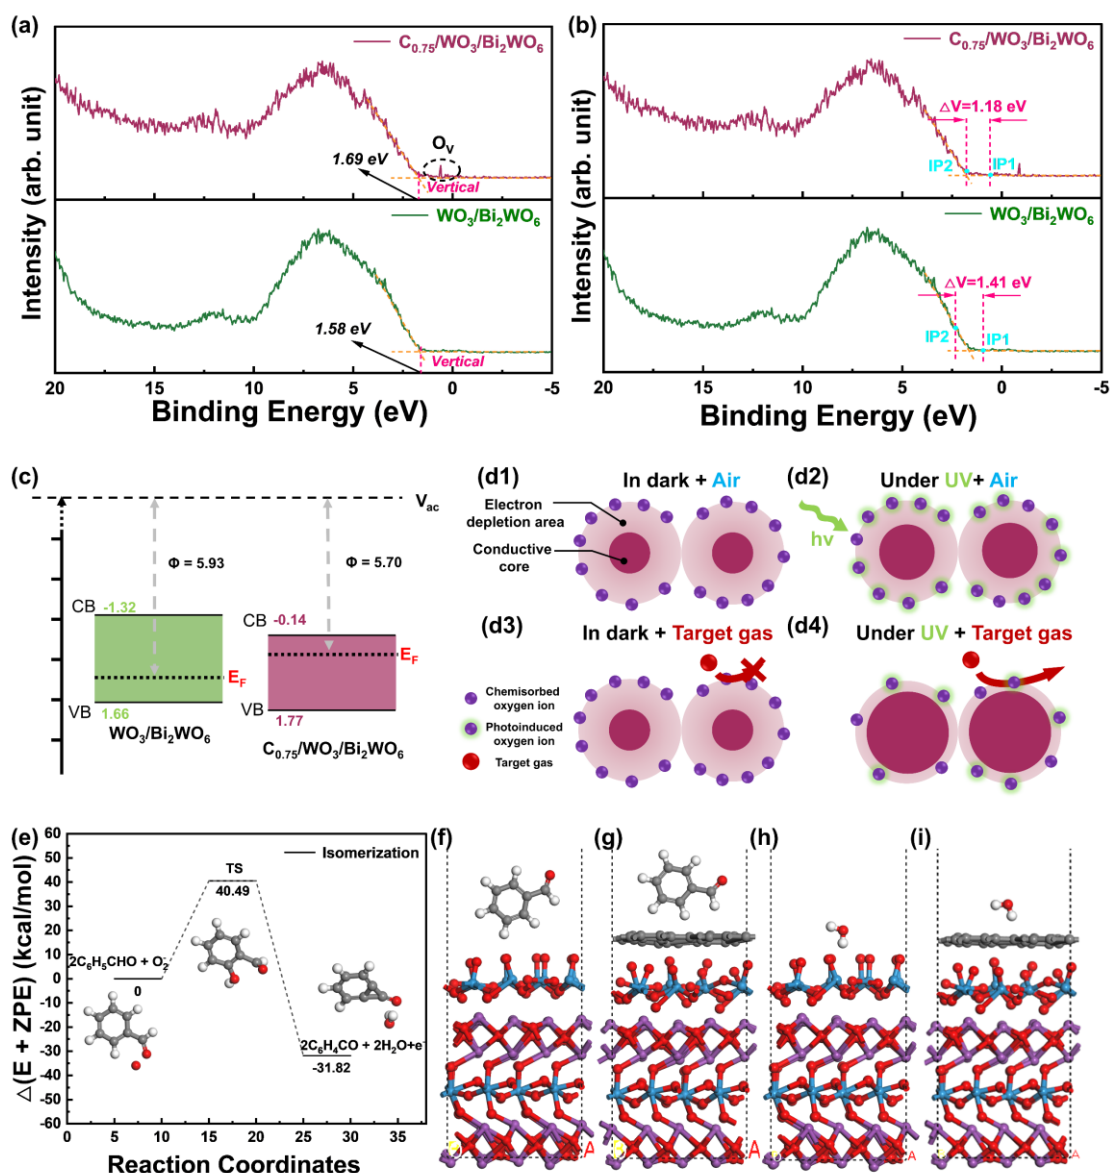 (a)
C0.75/WO3/Bi2WO6
OV
1.69 eV
Vertical
WO3/Bi2WO6
1.58 eV
Vertical
Intensity (arb. unit)
20 15 10 5 0 -5
Binding Energy (eV)
(b)
C0.75/WO3/Bi2WO6
△V=1.18 eV
IP2 IP1
WO3/Bi2WO6
△V=1.41 eV
IP2 IP1
Intensity (arb. unit)
20 15 10 5 0 -5
Binding Energy (eV)
(c)
Vac
Φ = 5.93
Φ = 5.70
CB -1.32
CB -0.14
EF
EF
VB 1.66
VB 1.77
WO3/Bi2WO6
C0.75/WO3/Bi2WO6
(d1)
In dark + Air
Electron
depletion area
Conductive
core
(d2)
Under UV+ Air
hv
(d3)
In dark + Target gas
Chemisorbed
oxygen ion
Photoinduced
oxygen ion
Target gas
(d4)
Under UV + Target gas
(e)
△(E + ZPE) (kcal/mol)
60
50
40
30
20
10
0
-10
-20
-30
-40
-50
-60
Isomerization
TS
40.49
2C6H5CHO + O2-
0
2C6H4CO + 2H2O+e-
-31.82
0 5 10 15 20 25 30 35
Reaction Coordinates
(f)
A
(g)
B
A
(h)
A
(i)
A